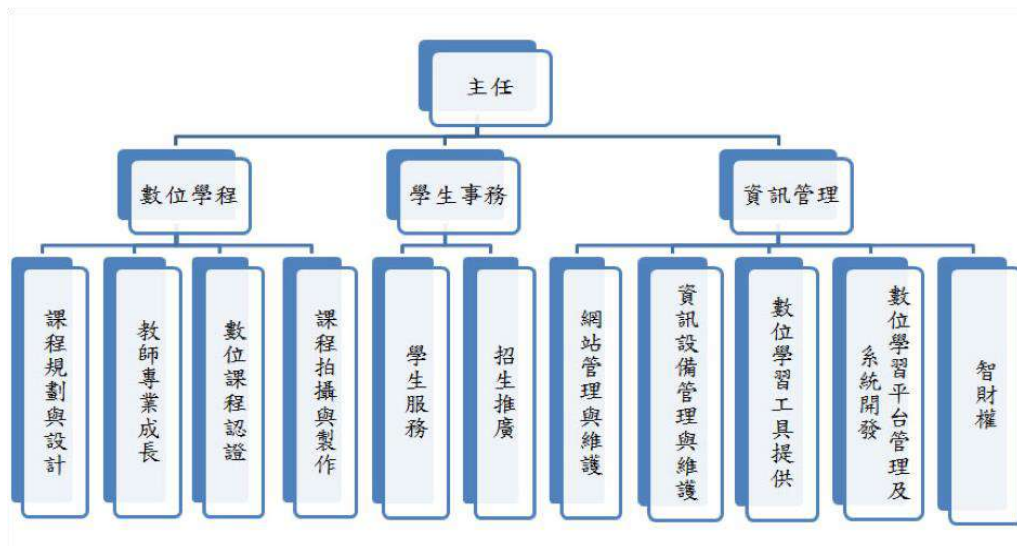 主任
數位學程
學生事務
資訊管理
課程規劃與設計
教師專業成長
數位課程認證
課程拍攝與製作
學生服務
招生推廣
網站管理與維護
資訊設備管理與維護
數位學習工具提供
數位學習平台管理及
系統開發
智財權